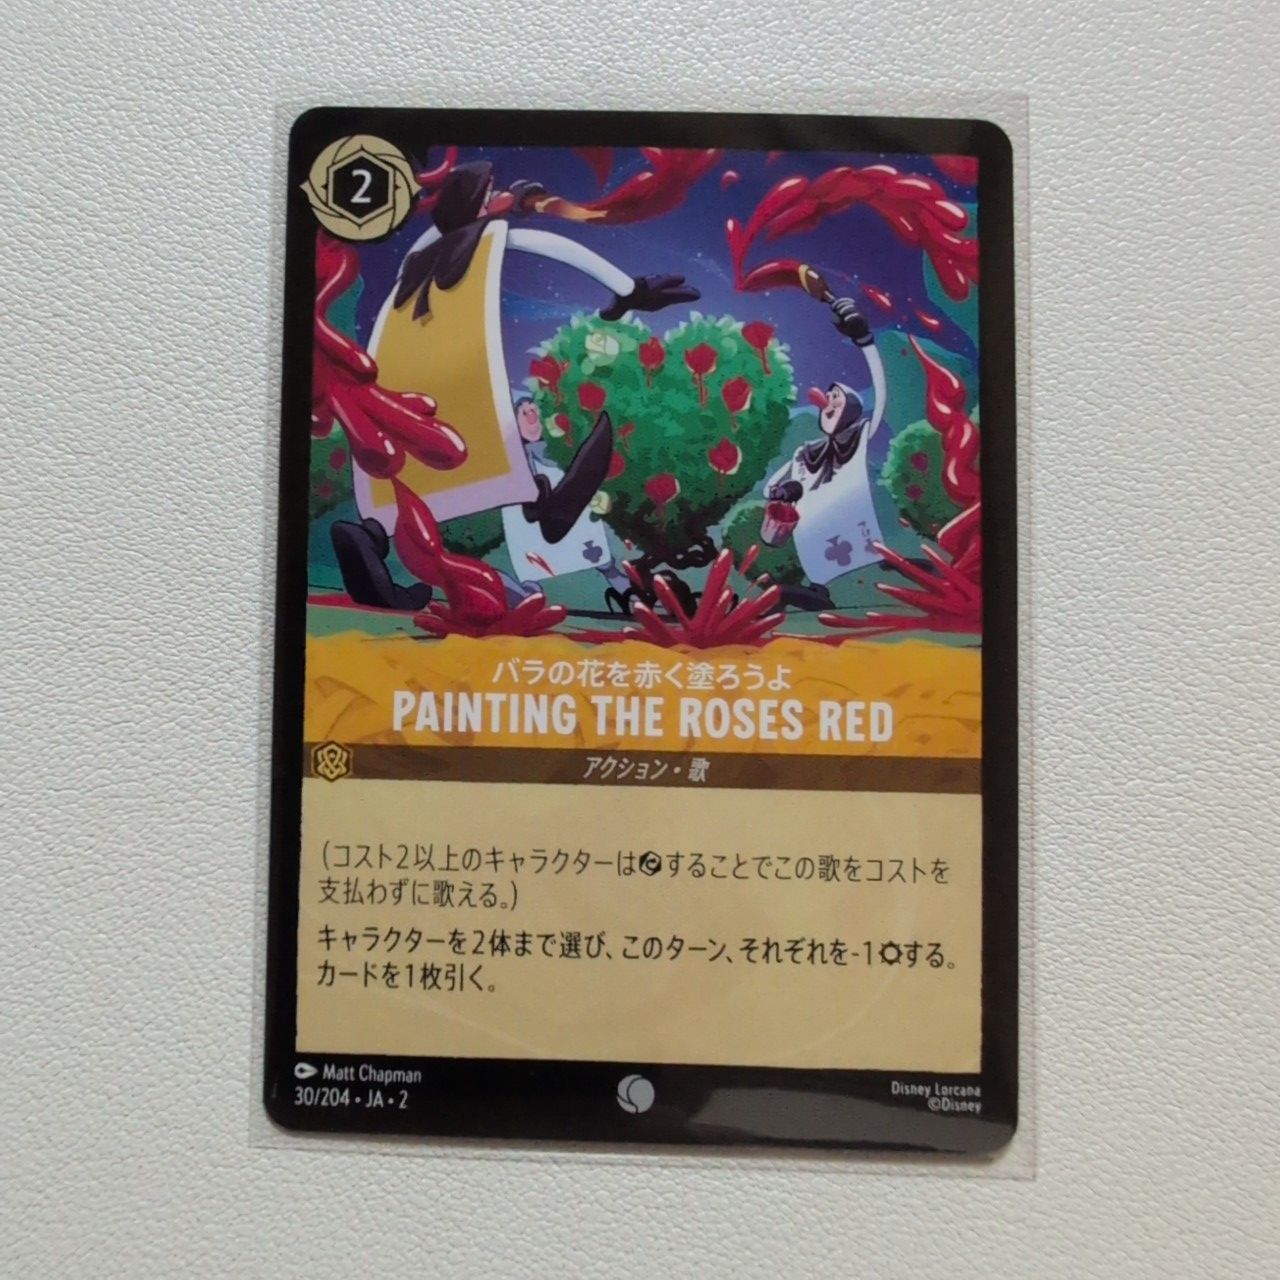 2
バラの花を赤く塗ろうよ
PAINTING THE ROSES RED
アクション・歌
(コスト2以上のキャラクターはすることでこの歌をコストを
支払わずに歌える。)
キャラクターを2体まで選び、このターン、それぞれを-1する。
カードを1枚引く。
Matt Chapman
30/204・JA・2
Disney Lorcana
©Disney